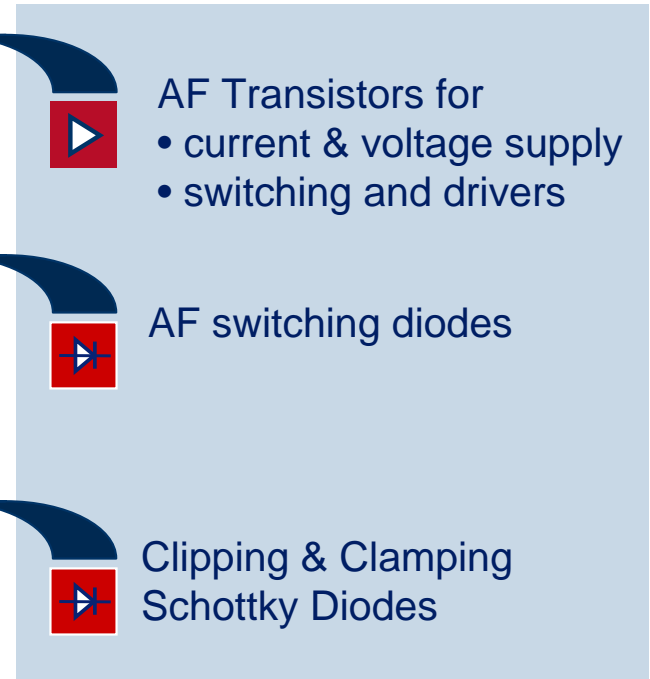 AF Transistors for
• current & voltage supply
• switching and drivers
AF switching diodes
Clipping & Clamping
Schottky Diodes